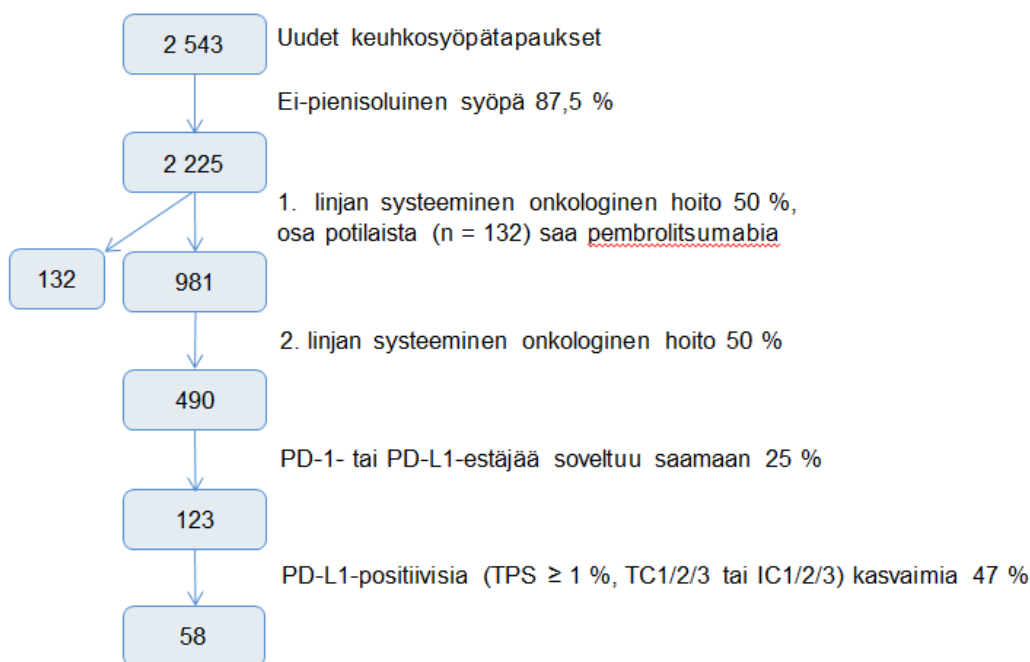 2 543
Uudet keuhkosyöpätapaukset
Ei-pienisoluinen syöpä 87,5 %
2 225
1. linjan systeeminen onkologinen hoito 50 %,
osa potilaista (n = 132) saa pembrolitsumabia
132
981
2. linjan systeeminen onkologinen hoito 50 %
490
PD-1- tai PD-L1-estäjää soveltuu saamaan 25 %
123
PD-L1-positiivisia (TPS ≥ 1 %, TC1/2/3 tai IC1/2/3) kasvaimia 47 %
58